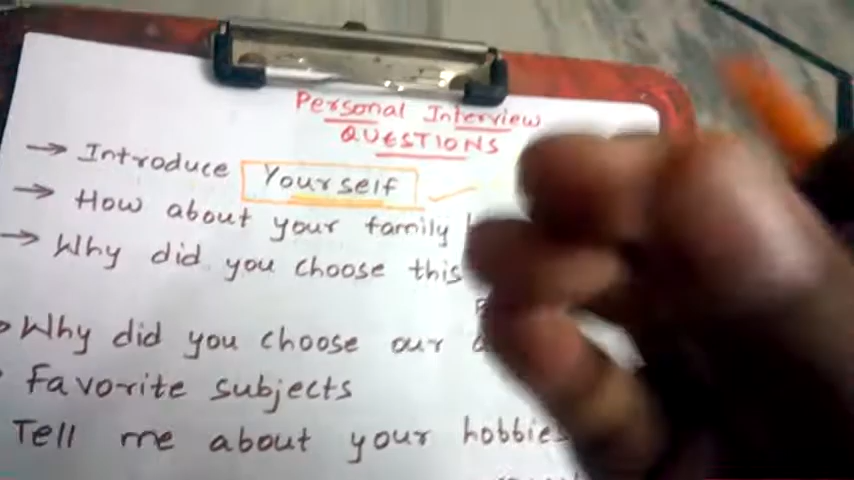 Personal Interview
QUESTIONS
→ Introduce Yourself
→ How about your family
→ Why did you choose this
Why did you choose our
Favorite subjects
Tell me about your hobbies